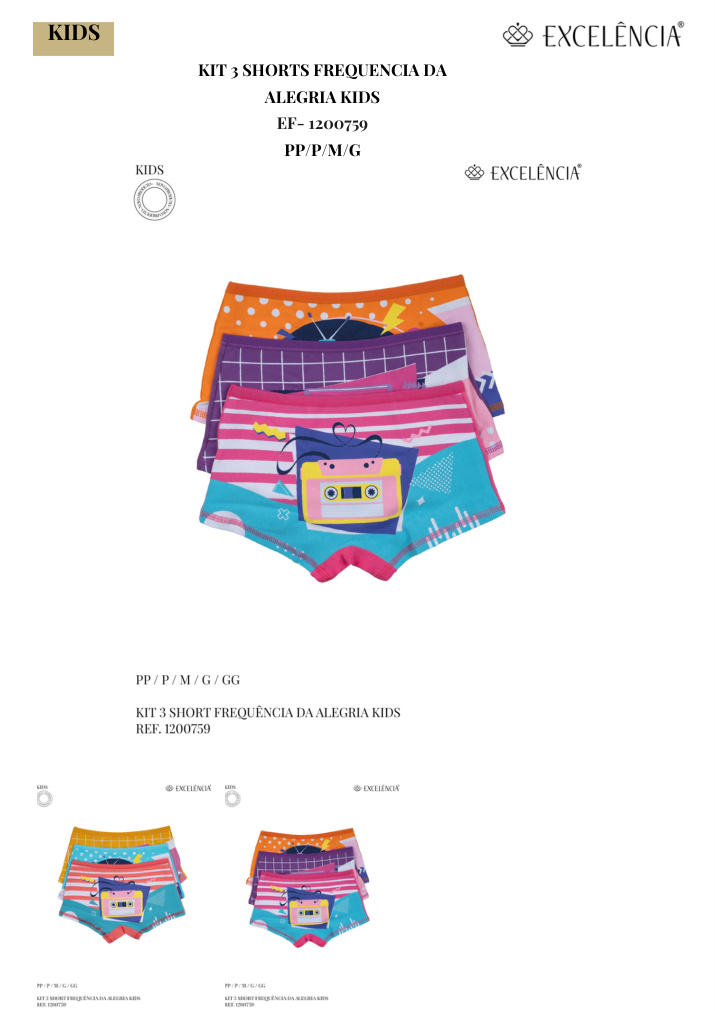 KIDS
EXCELÊNCIA®
KIT 3 SHORTS FREQUENCIA DA
ALEGRIA KIDS
EF- 1200759
PP/P/M/G
KIDS
EXCELÊNCIA
PP / P / M / G / GG
KIT 3 SHORT FREQUÊNCIA DA ALEGRIA KIDS
REF. 1200759
KIDS
EXCELÊNCIA
KIDS
EXCELÊNCIA
PP / P / M / G / GG
KIT 3 SHORT FREQUÊNCIA DA ALEGRIA KIDS
REF. 1200759
PP / P / M / G / GG
KIT 3 SHORT FREQUÊNCIA DA ALEGRIA KIDS
REF. 1200759